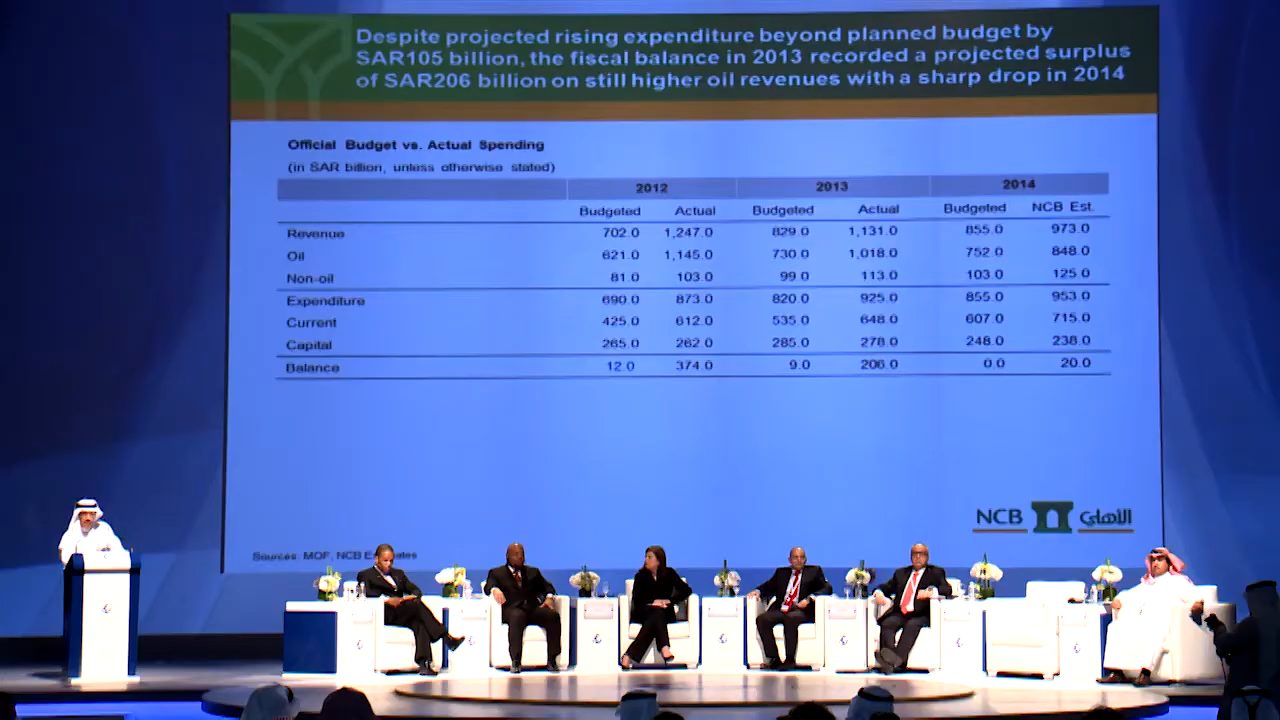 Despite projected rising expenditure beyond planned budget by
SAR105 billion, the fiscal balance in 2013 recorded a projected surplus
of SAR206 billion on still higher oil revenues with a sharp drop in 2014
Official Budget vs. Actual Spending
(in SAR billion, unless otherwise stated)
2012 2013 2014
Budgeted Actual Budgeted Actual Budgeted NCB Est.
Revenue 702.0 1,247.0 829.0 1,131.0 855.0 973.0
Oil 621.0 1,145.0 730.0 1,018.0 752.0 848.0
Non-oil 81.0 103.0 99.0 113.0 103.0 125.0
Expenditure 690.0 873.0 820.0 925.0 855.0 953.0
Current 425.0 612.0 535.0 648.0 607.0 715.0
Capital 265.0 262.0 285.0 278.0 248.0 238.0
Balance 12.0 374.0 9.0 206.0 0.0 20.0
NCB الاهلي
Sources: MOF, NCB